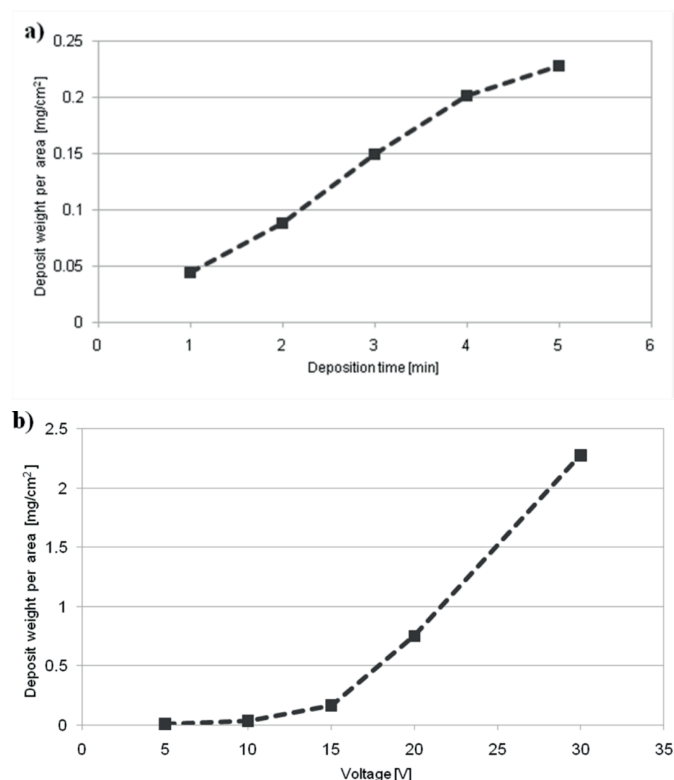 a)
Deposit weight per area [mg/cm²]
0.25
0.2
0.15
0.1
0.05
0
0 1 2 3 4 5 6
Deposition time [min]
b)
Deposit weight per area [mg/cm²]
2.5
2
1.5
1
0.5
0
0 5 10 15 20 25 30 35
Voltage [V]